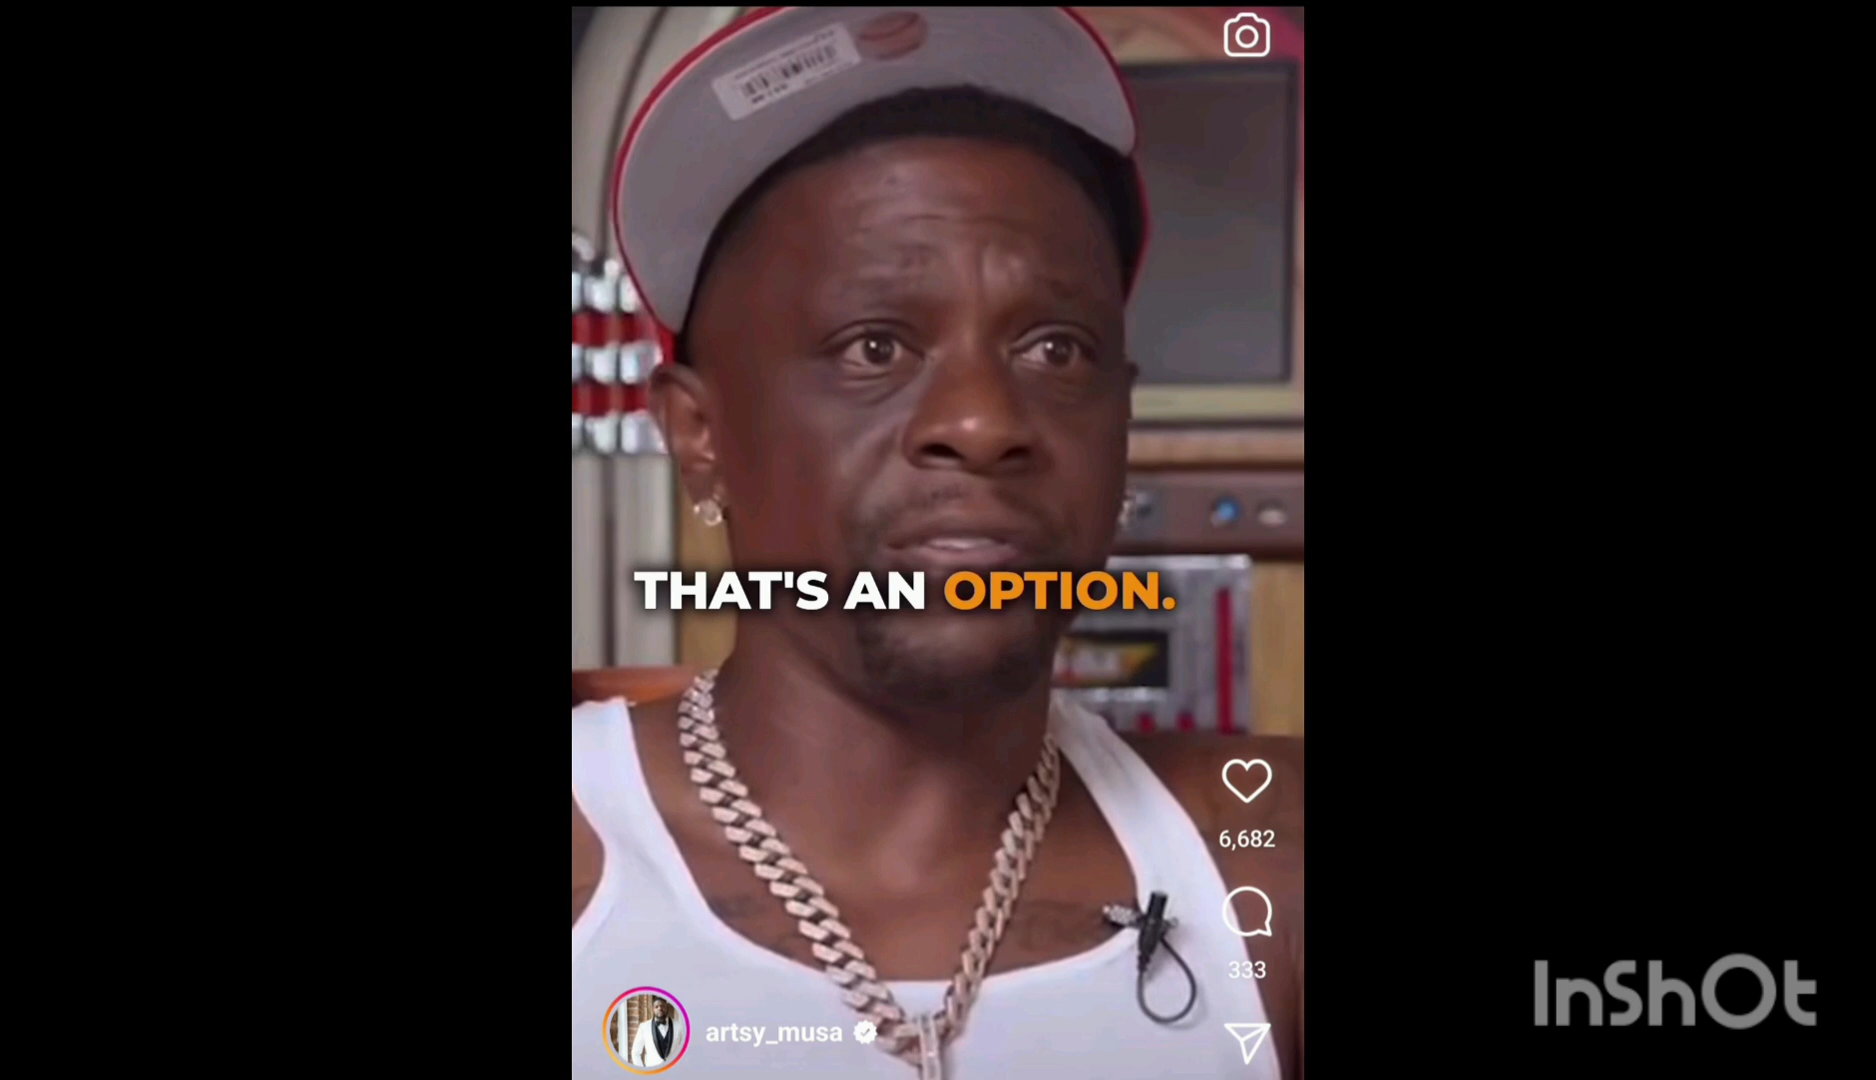 THAT'S AN OPTION.
6,682
333
artsy_musa
InShOt